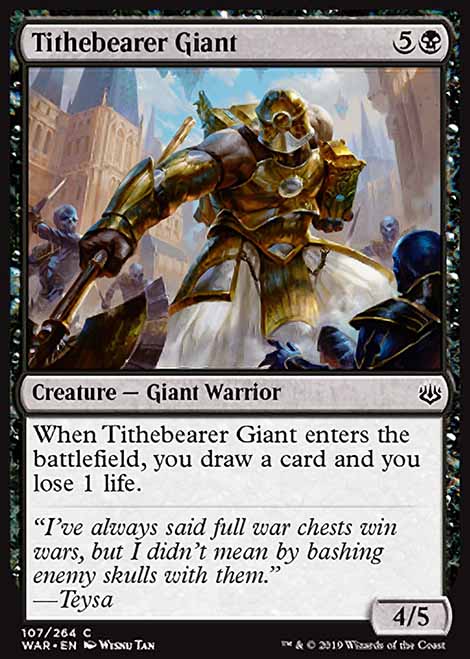 Tithebearer Giant 5
Creature — Giant Warrior
When Tithebearer Giant enters the
battlefield, you draw a card and you
lose 1 life.
“I’ve always said full war chests win
wars, but I didn’t mean by bashing
enemy skulls with them.”
—Teysa
4/5
107/264 C
WAR • EN Wisnu Tan
™ & © 2019 Wizards of the Coast